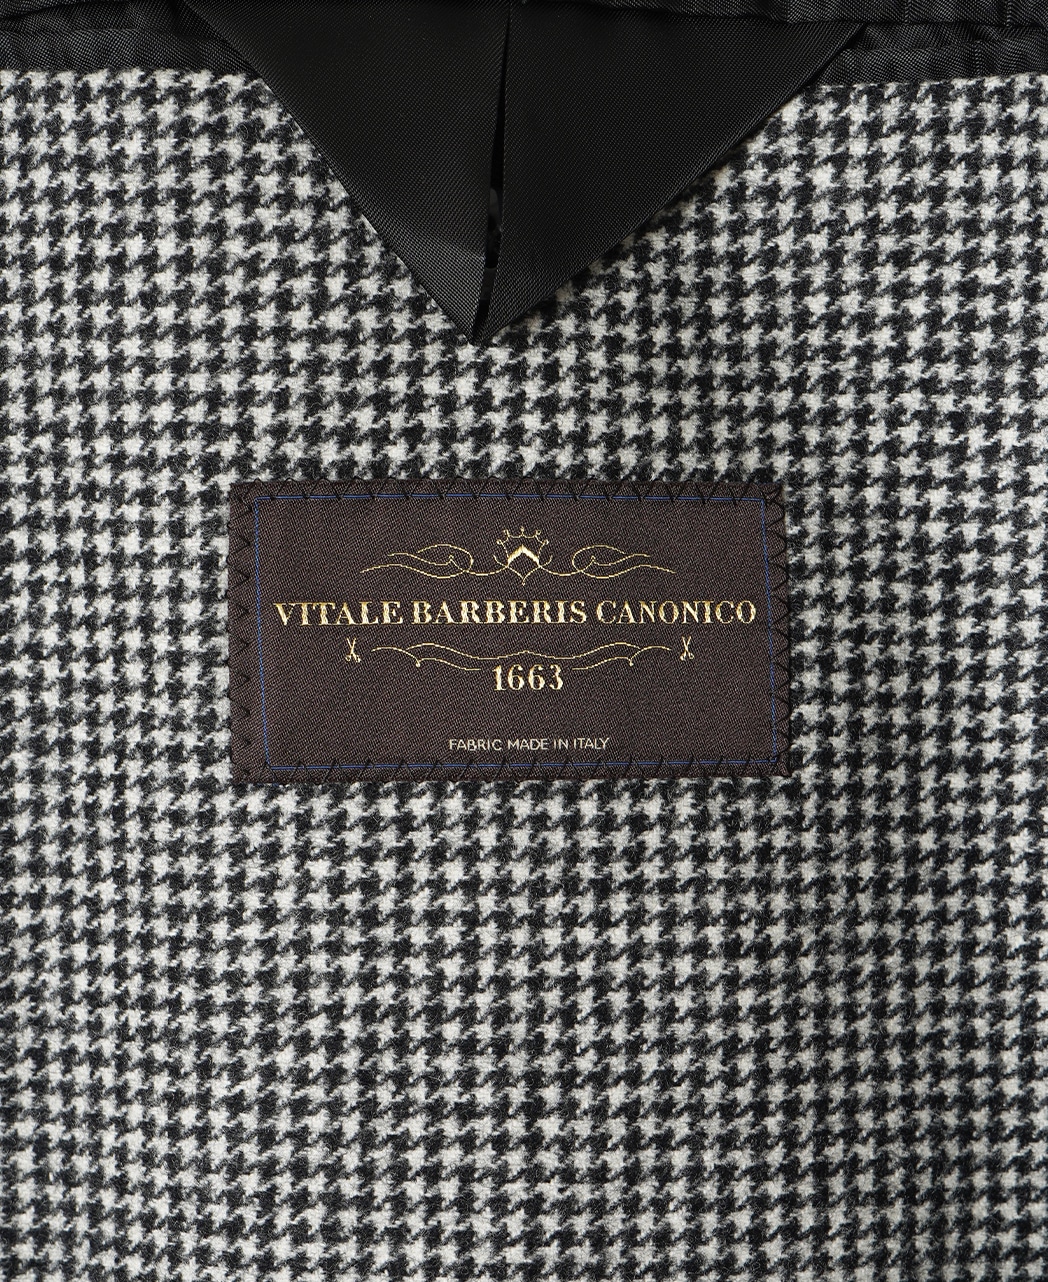 VITALE BARBERIS CANONICO
1663
FABRIC MADE IN ITALY